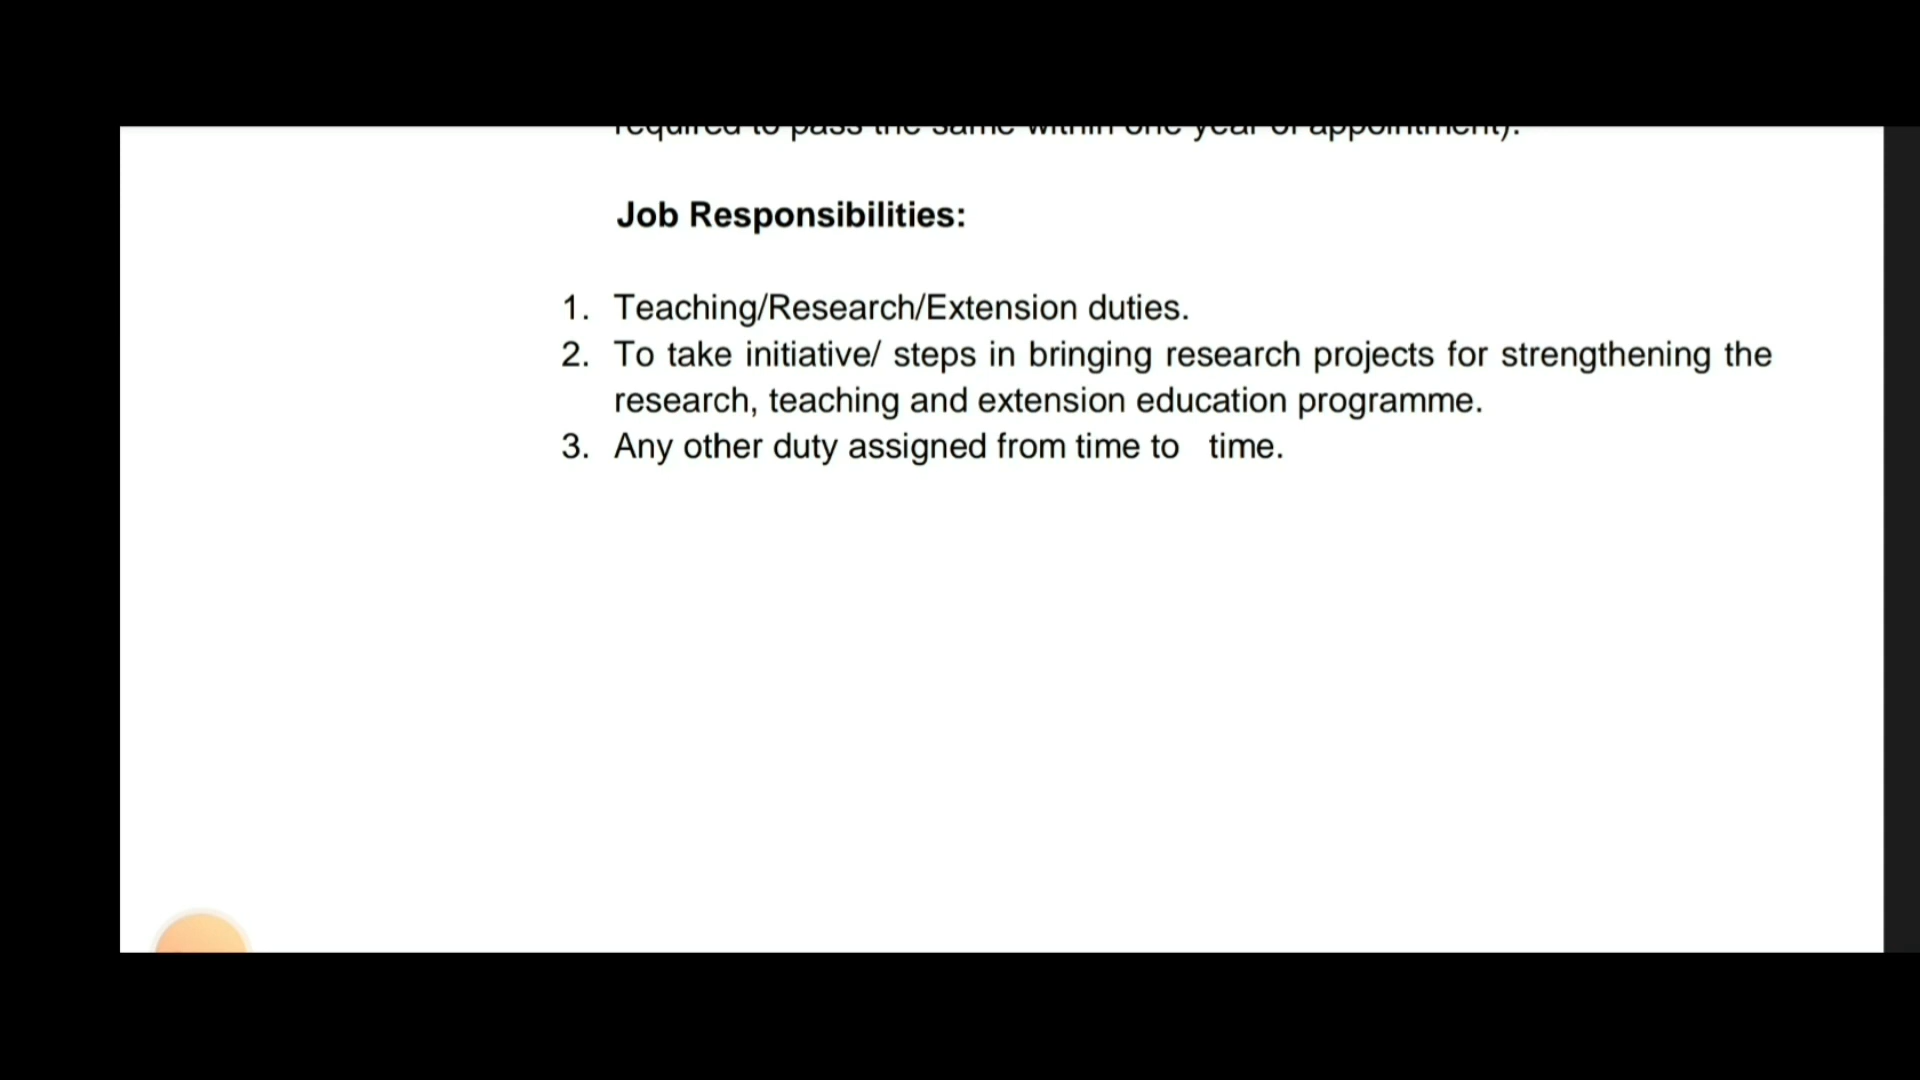 required to pass the same within one year of appointment).
Job Responsibilities:
1. Teaching/Research/Extension duties.
2. To take initiative/ steps in bringing research projects for strengthening the
research, teaching and extension education programme.
3. Any other duty assigned from time to   time.